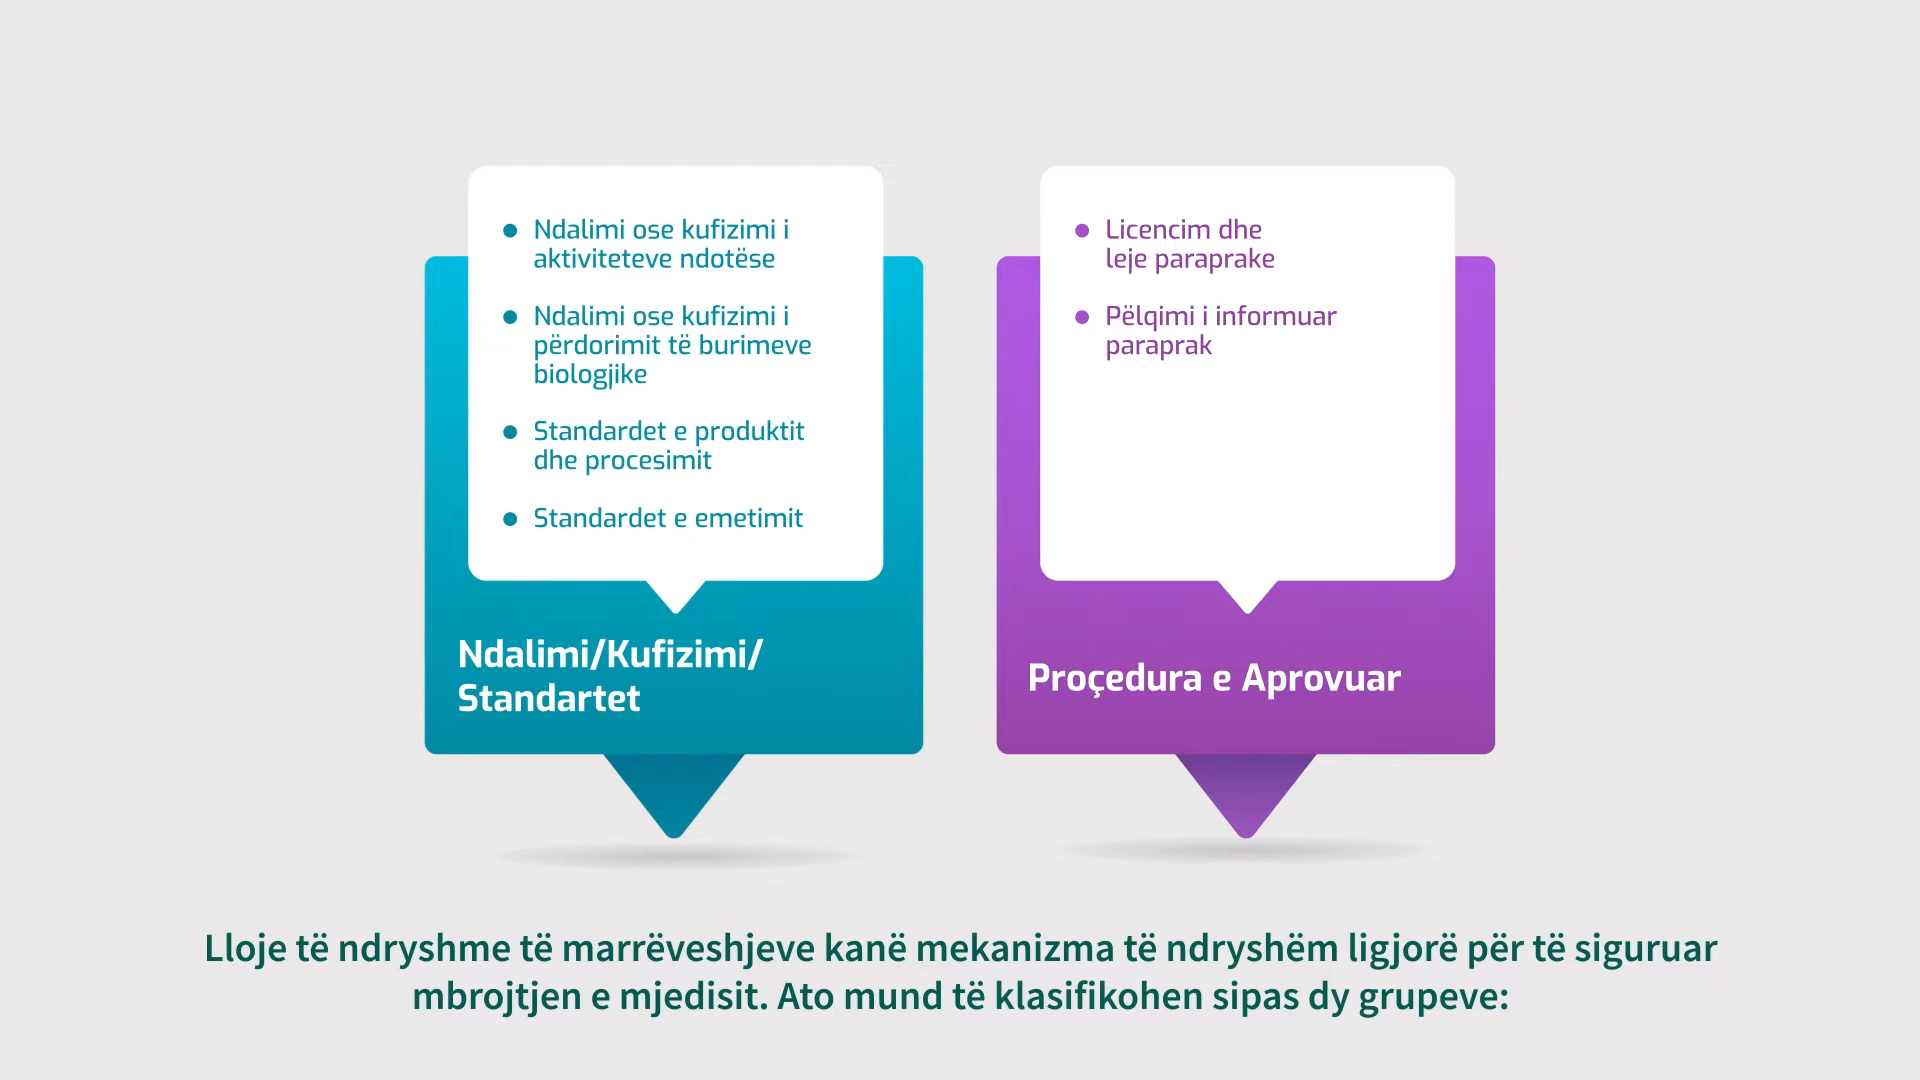 Ndalimi ose kufizimi i
aktiviteteve ndotëse
Ndalimi ose kufizimi i
përdorimit të burimeve
biologjike
Standardet e produktit
dhe procesimit
Standardet e emetimit
Ndalimi/Kufizimi/
Standartet
Licencim dhe
leje paraprake
Pëlqimi i informuar
paraprak
Proçedura e Aprovuar
Lloje të ndryshme të marrëveshjeve kanë mekanizma të ndryshëm ligjorë për të siguruar
mbrojtjen e mjedisit. Ato mund të klasifikohen sipas dy grupeve: